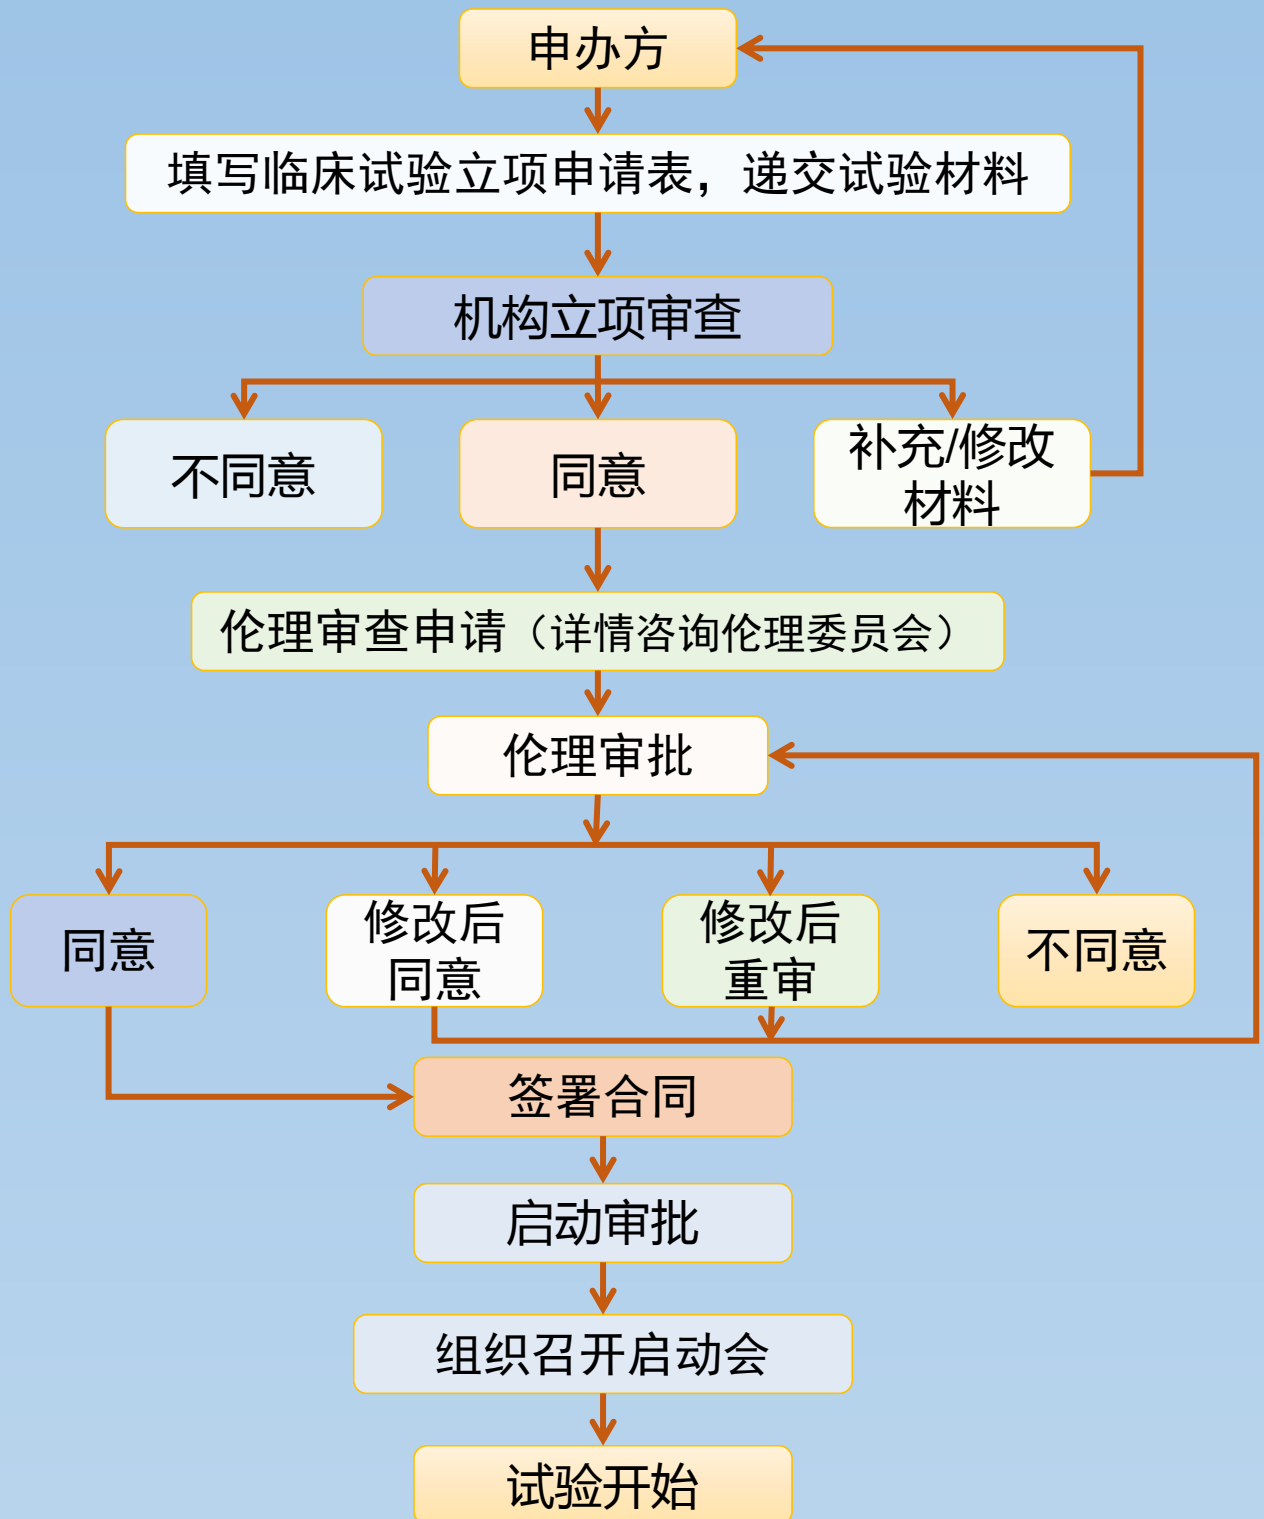 申办方
填写临床试验立项申请表，递交试验材料
机构立项审查
不同意
同意
补充/修改
材料
伦理审查申请（详情咨询伦理委员会）
伦理审批
同意
修改后
同意
修改后
重审
不同意
签署合同
启动审批
组织召开启动会
试验开始